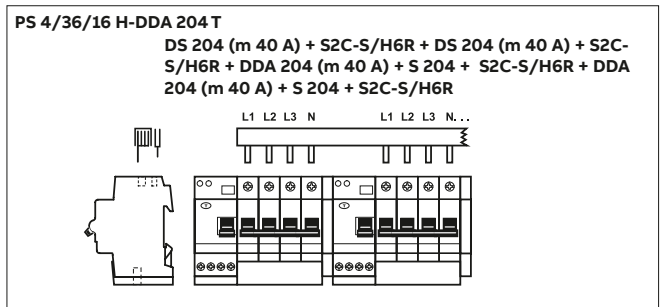 PS 4/36/16 H-DDA 204 T
DS 204 (m 40 A) + S2C-S/H6R + DS 204 (m 40 A) + S2C-
S/H6R + DDA 204 (m 40 A) + S 204 + S2C-S/H6R + DDA
204 (m 40 A) + S 204 + S2C-S/H6R
L1 L2 L3 N L1 L2 L3 N...